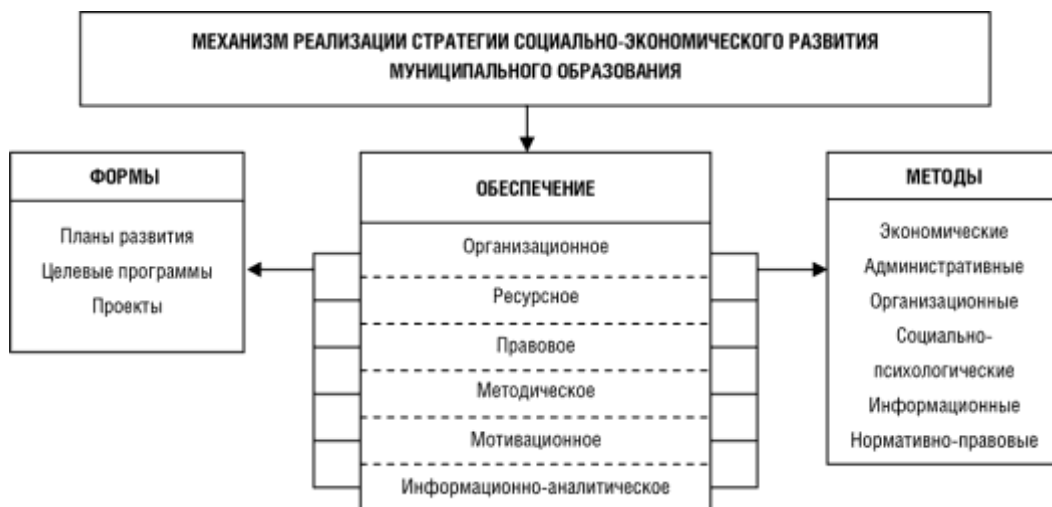 МЕХАНИЗМ РЕАЛИЗАЦИИ СТРАТЕГИИ СОЦИАЛЬНО-ЭКОНОМИЧЕСКОГО РАЗВИТИЯ
МУНИЦИПАЛЬНОГО ОБРАЗОВАНИЯ
ФОРМЫ
Планы развития
Целевые программы
Проекты
ОБЕСПЕЧЕНИЕ
Организационное
Ресурсное
Правовое
Методическое
Мотивационное
Информационно-аналитическое
МЕТОДЫ
Экономические
Административные
Организационные
Социально-
психологические
Информационные
Нормативно-правовые